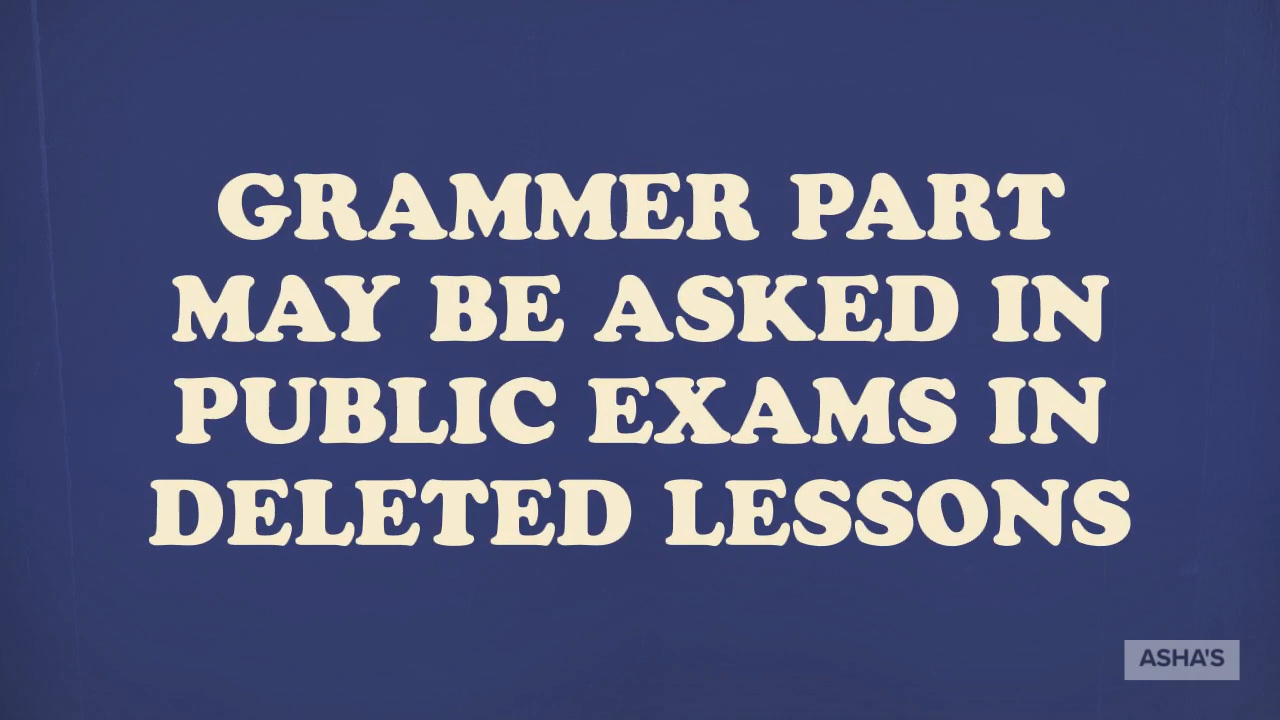 GRAMMER PART
MAY BE ASKED IN
PUBLIC EXAMS IN
DELETED LESSONS
ASHA'S